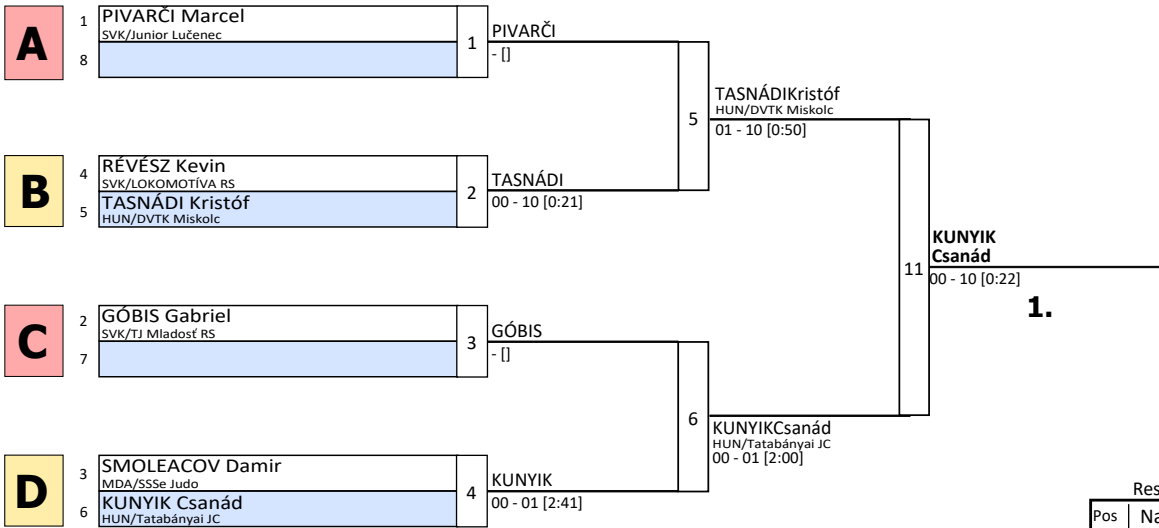 A
1
PIVARČI Marcel
SVK/Junior Lučenec
8
1
PIVARČI
- []
B
4
RÉVÉSZ Kevin
SVK/LOKOMOTÍVA RS
5
TASNÁDI Kristóf
HUN/DVTK Miskolc
2
TASNÁDI
00 - 10 [0:21]
5
TASNÁDIKristóf
HUN/DVTK Miskolc
01 - 10 [0:50]
C
2
GÓBIS Gabriel
SVK/TJ Mladosť RS
7
3
GÓBIS
- []
D
3
SMOLEACOV Damir
MDA/SSSe Judo
6
KUNYIK Csanád
HUN/Tatabányai JC
4
KUNYIK
00 - 01 [2:41]
6
KUNYIKCsanád
HUN/Tatabányai JC
00 - 01 [2:00]
11
KUNYIK
Csanád
00 - 10 [0:22]
1.
Res
Pos Na